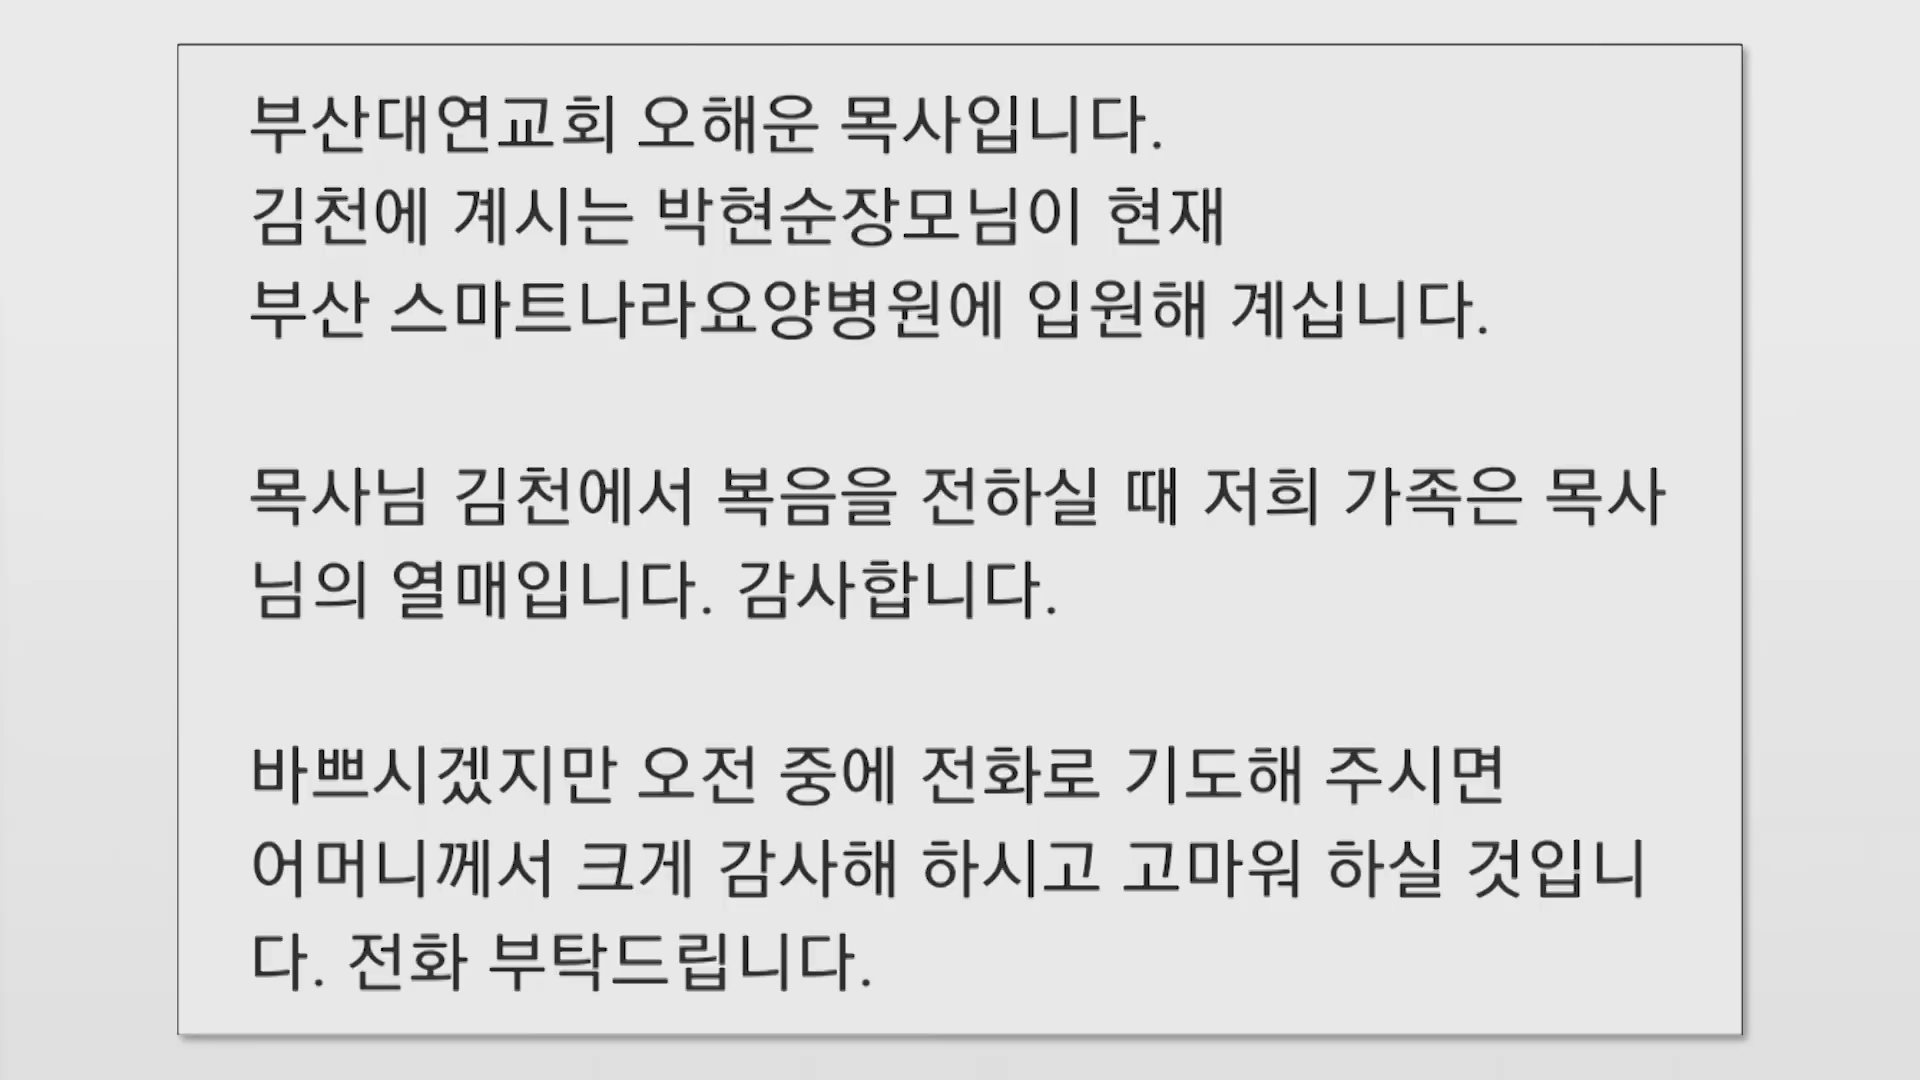 부산대연교회 오해운 목사입니다.
김천에 계시는 박현순장모님이 현재
부산 스마트나라요양병원에 입원해 계십니다.
목사님 김천에서 복음을 전하실 때 저희 가족은 목사
님의 열매입니다. 감사합니다.
바쁘시겠지만 오전 중에 전화로 기도해 주시면
어머니께서 크게 감사해 하시고 고마워 하실 것입니
다. 전화 부탁드립니다.